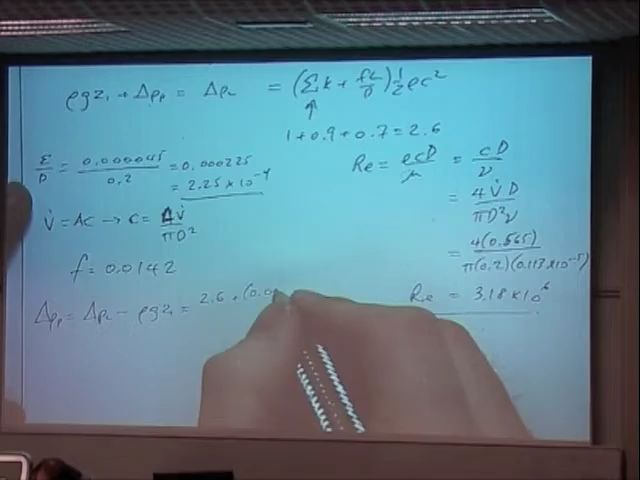 ρgz₁ + Δpₚ = Δp_L = (Σk + fL/D) ½ρc²
↑
1+0.9+0.7 = 2.6
ε/D = 0.000045/0.2 = 0.000225
= 2.25 × 10⁻⁴
V̇ = Ac → c = 4V̇/πD²
f = 0.0142
Δpₚ = Δp_L − ρgz₁ = 2.6 + (0.0
Re = ρcD/μ = cD/ν
= 4V̇D/πD²ν
= 4(0.565)/π(0.2)(0.113×10⁻⁵)
Re = 3.18 × 10⁶